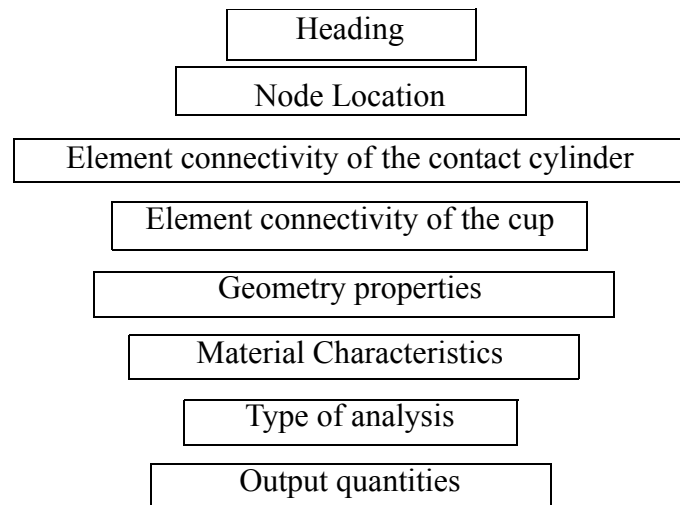 Heading
Node Location
Element connectivity of the contact cylinder
Element connectivity of the cup
Geometry properties
Material Characteristics
Type of analysis
Output quantities